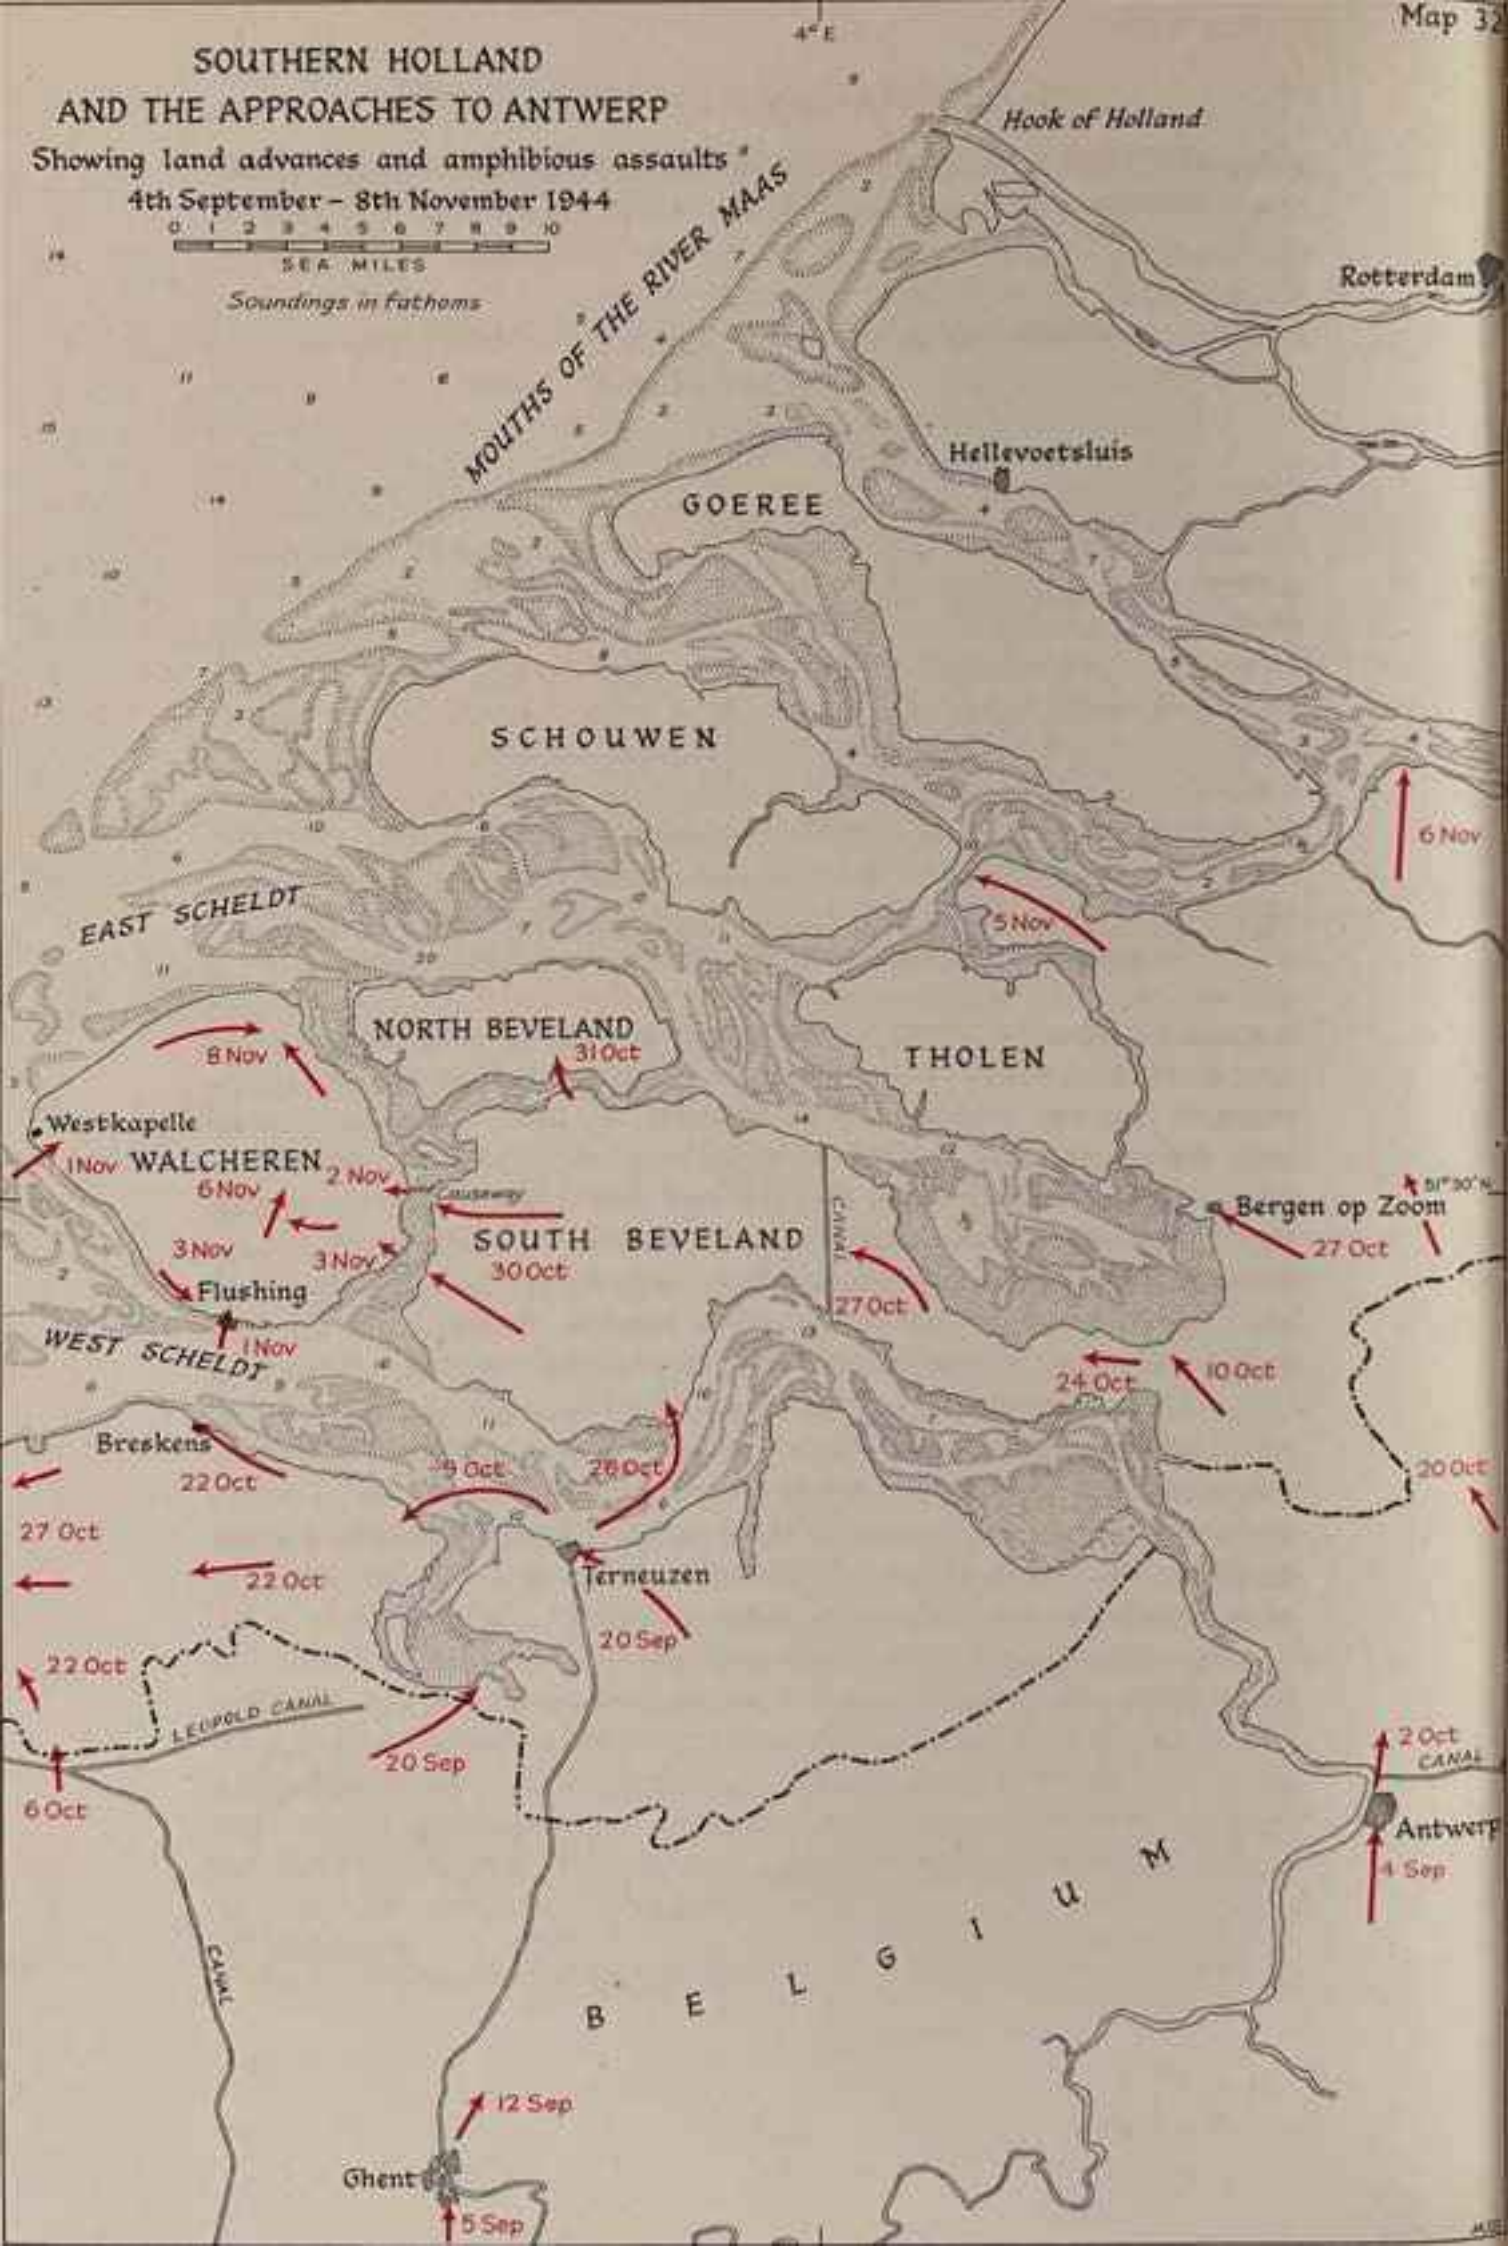 Map 32
4° E
SOUTHERN HOLLAND
AND THE APPROACHES TO ANTWERP
Showing land advances and amphibious assaults
4th September – 8th November 1944
0 1 2 3 4 5 6 7 8 9 10
SEA MILES
Soundings in fathoms
MOUTHS OF THE RIVER MAAS
Hook of Holland
Rotterdam
Hellevoetsluis
GOEREE
SCHOUWEN
6 Nov
EAST SCHELDT
5 Nov
NORTH BEVELAND
31 Oct
8 Nov
THOLEN
Westkapelle
1 Nov
WALCHEREN
2 Nov
Causeway
6 Nov
51° 30' N
Bergen op Zoom
27 Oct
SOUTH BEVELAND
30 Oct
CANAL
27 Oct
3 Nov
3 Nov
Flushing
1 Nov
WEST SCHELDT
24 Oct
10 Oct
Breskens
22 Oct
9 Oct
26 Oct
20 Oct
27 Oct
22 Oct
Terneuzen
20 Sep
22 Oct
LEOPOLD CANAL
20 Sep
6 Oct
2 Oct
CANAL
Antwerp
4 Sep
BELGIUM
CANAL
12 Sep
Ghent
5 Sep